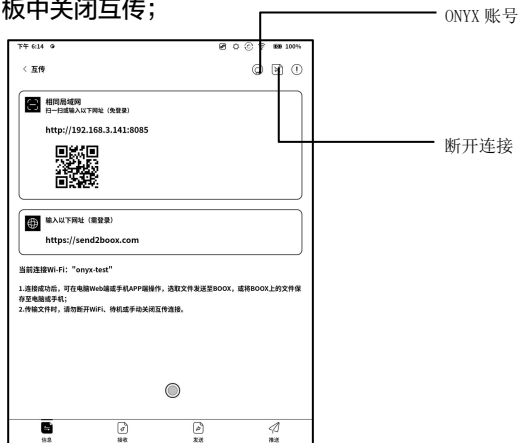 板中关闭互传；
ONYX 账号
下午 6:14
100%
互传
断开连接
相同局域网
扫一扫或输入以下网址（免登录）
http://192.168.3.141:8085
输入以下网址（需登录）
https://send2boox.com
当前连接Wi-Fi："onyx-test"
1.连接成功后，可在电脑Web端或手机APP端操作，选取文件发送至BOOX，或将BOOX上的文件保
存至电脑或手机；
2.传输文件时，请勿断开WiFi、待机或手动关闭互传连接。
信息
接收
发送
推送